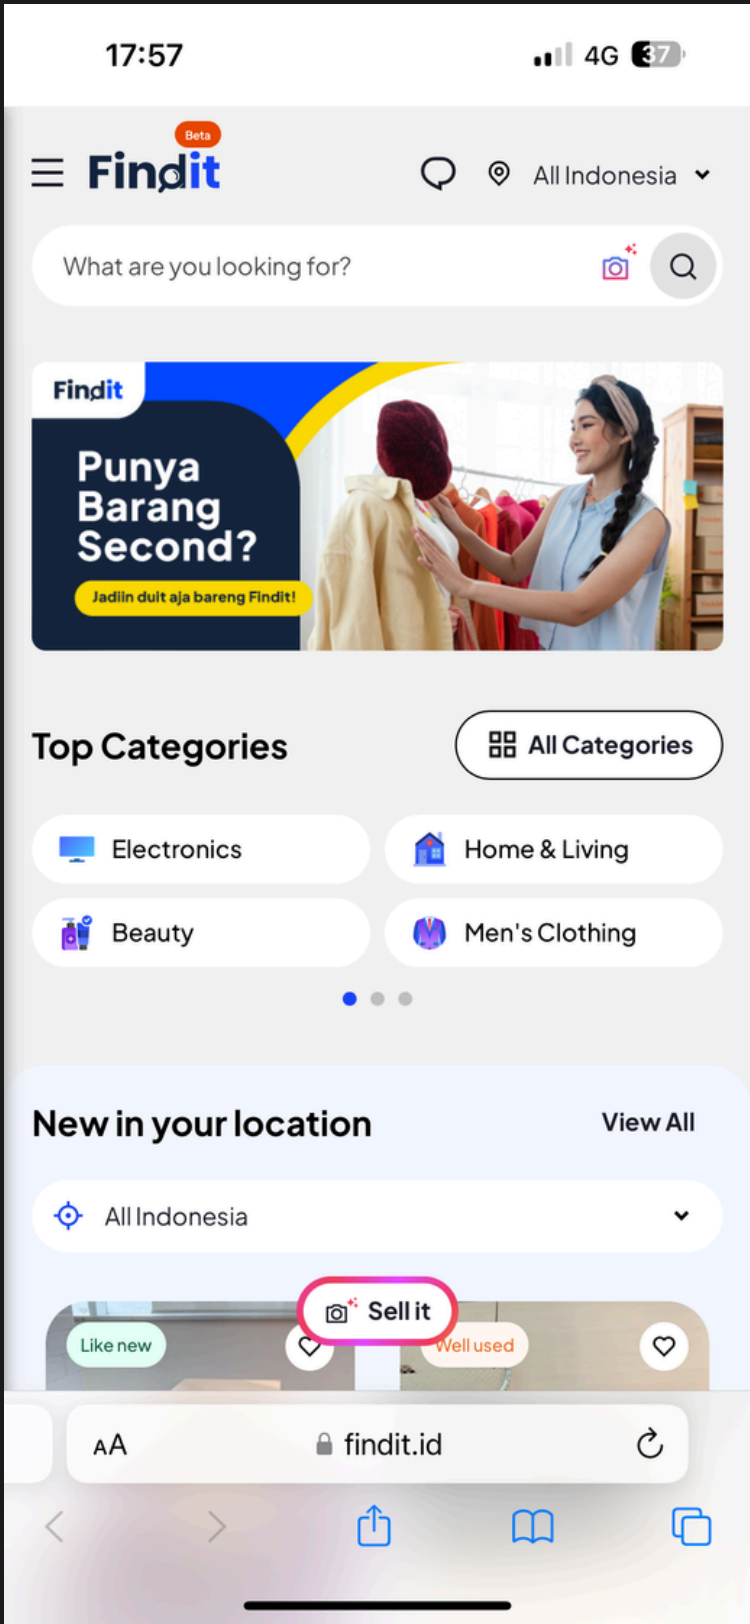 17:57
4G
37
Beta
Findit
All Indonesia
What are you looking for?
Findit
Punya
Barang
Second?
Jadiin duit aja bareng Findit!
Top Categories
All Categories
Electronics
Home & Living
Beauty
Men's Clothing
New in your location
View All
All Indonesia
Sell it
Like new
Well used
AA
findit.id